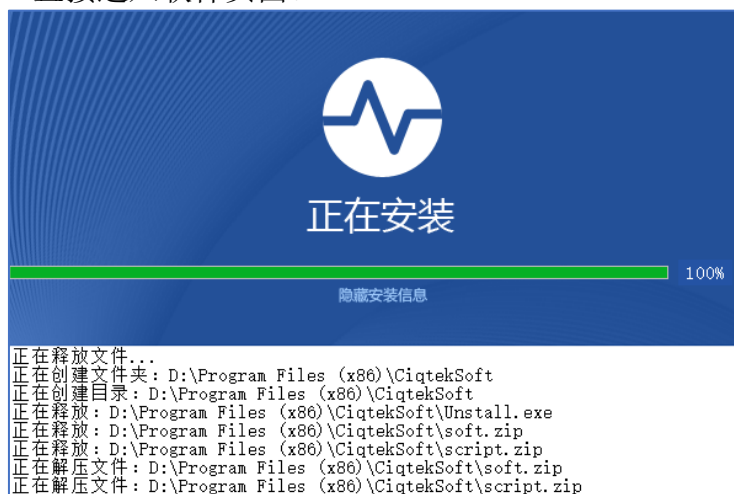 正在安装
100%
隐藏安装信息
正在释放文件...
正在创建文件夹: D:\Program Files (x86)\CiqtekSoft
正在创建目录: D:\Program Files (x86)\CiqtekSoft
正在释放: D:\Program Files (x86)\CiqtekSoft\Unstall.exe
正在释放: D:\Program Files (x86)\CiqtekSoft\soft.zip
正在释放: D:\Program Files (x86)\CiqtekSoft\script.zip
正在解压文件: D:\Program Files (x86)\CiqtekSoft\soft.zip
正在解压文件: D:\Program Files (x86)\CiqtekSoft\script.zip